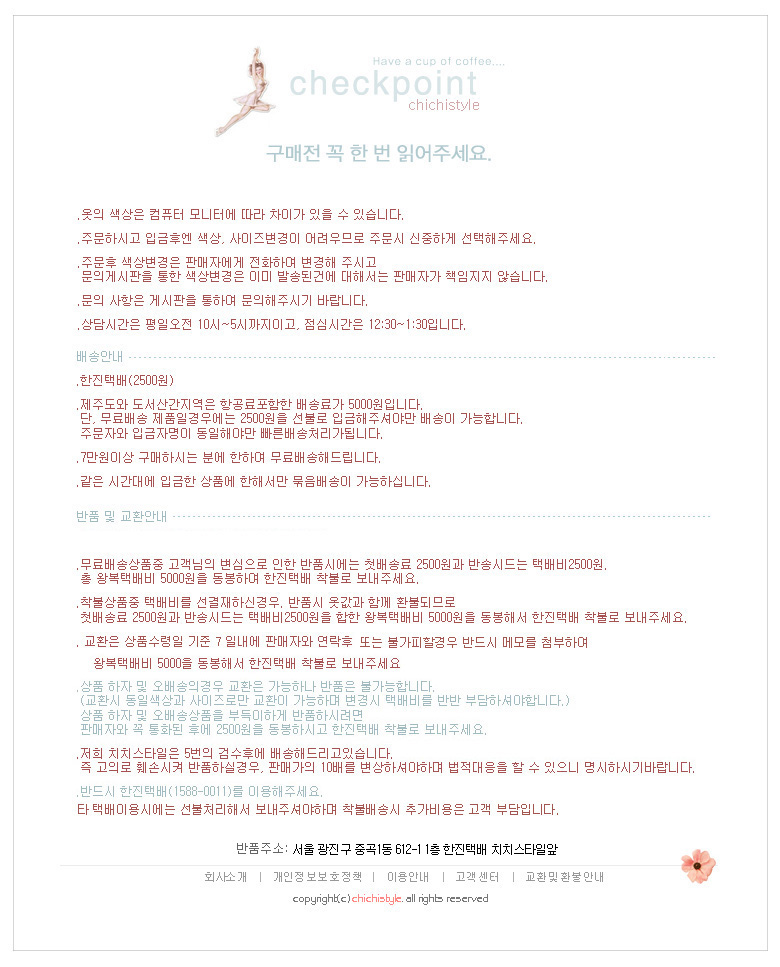 Have a cup of coffee....
checkpoint
chichistyle
구매전 꼭 한 번 읽어주세요.
.옷의 색상은 컴퓨터 모니터에 따라 차이가 있을 수 있습니다.
.주문하시고 입금후엔 색상, 사이즈변경이 어려우므로 주문시 신중하게 선택해주세요.
.주문후 색상변경은 판매자에게 전화하여 변경해 주시고
문의게시판을 통한 색상변경은 이미 발송된건에 대해서는 판매자가 책임지지 않습니다.
.문의 사항은 게시판을 통하여 문의해주시기 바랍니다.
.상담시간은 평일오전 10시~5시까지이고, 점심시간은 12:30~1:30입니다.
배송안내
.한진택배(2500원)
.제주도와 도서산간지역은 항공료포함한 배송료가 5000원입니다.
단, 무료배송 제품일경우에는 2500원을 선불로 입금해주셔야만 배송이 가능합니다.
주문자와 입금자명이 동일해야만 빠른배송처리가됩니다.
.7만원이상 구매하시는 분에 한하여 무료배송해드립니다.
.같은 시간대에 입금한 상품에 한해서만 묶음배송이 가능하십니다.
반품 및 교환안내
.무료배송상품중 고객님의 변심으로 인한 반품시에는 첫배송료 2500원과 반송시드는 택배비2500원.
총 왕복택배비 5000원을 동봉하여 한진택배 착불로 보내주세요.
.착불상품중 택배비를 선결재하신경우, 반품시 옷값과 함께 환불되므로
첫배송료 2500원과 반송시드는 택배비2500원을 합한 왕복택배비 5000원을 동봉해서 한진택배 착불로 보내주세요.
. 교환은 상품수령일 기준 7 일내에 판매자와 연락후 또는 불가피할경우 반드시 메모를 첨부하여
왕복택배비 5000을 동봉해서 한진택배 착불로 보내주세요
.상품 하자 및 오배송의경우 교환은 가능하나 반품은 불가능합니다.
(교환시 동일색상과 사이즈로만 교환이 가능하며 변경시 택배비를 반반 부담하셔야합니다.)
상품 하자 및 오배송상품을 부득이하게 반품하시려면
판매자와 꼭 통화된 후에 2500원을 동봉하시고 한진택배 착불로 보내주세요.
.저희 치치스타일은 5번의 검수후에 배송해드리고있습니다.
즉 고의로 훼손시켜 반품하실경우, 판매가의 10배를 변상하셔야하며 법적대응을 할 수 있으니 명시하시기바랍니다.
.반드시 한진택배(1588-0011)를 이용해주세요.
타 택배이용시에는 선불처리해서 보내주셔야하며 착불배송시 추가비용은 고객 부담입니다.
반품주소: 서울 광진구 중곡1동 612-1 1층 한진택배 치치스타일앞
회사소개 | 개인정보보호정책 | 이용안내 | 고객센터 | 교환및환불안내
copyright(c) chichistyle. all rights reserved